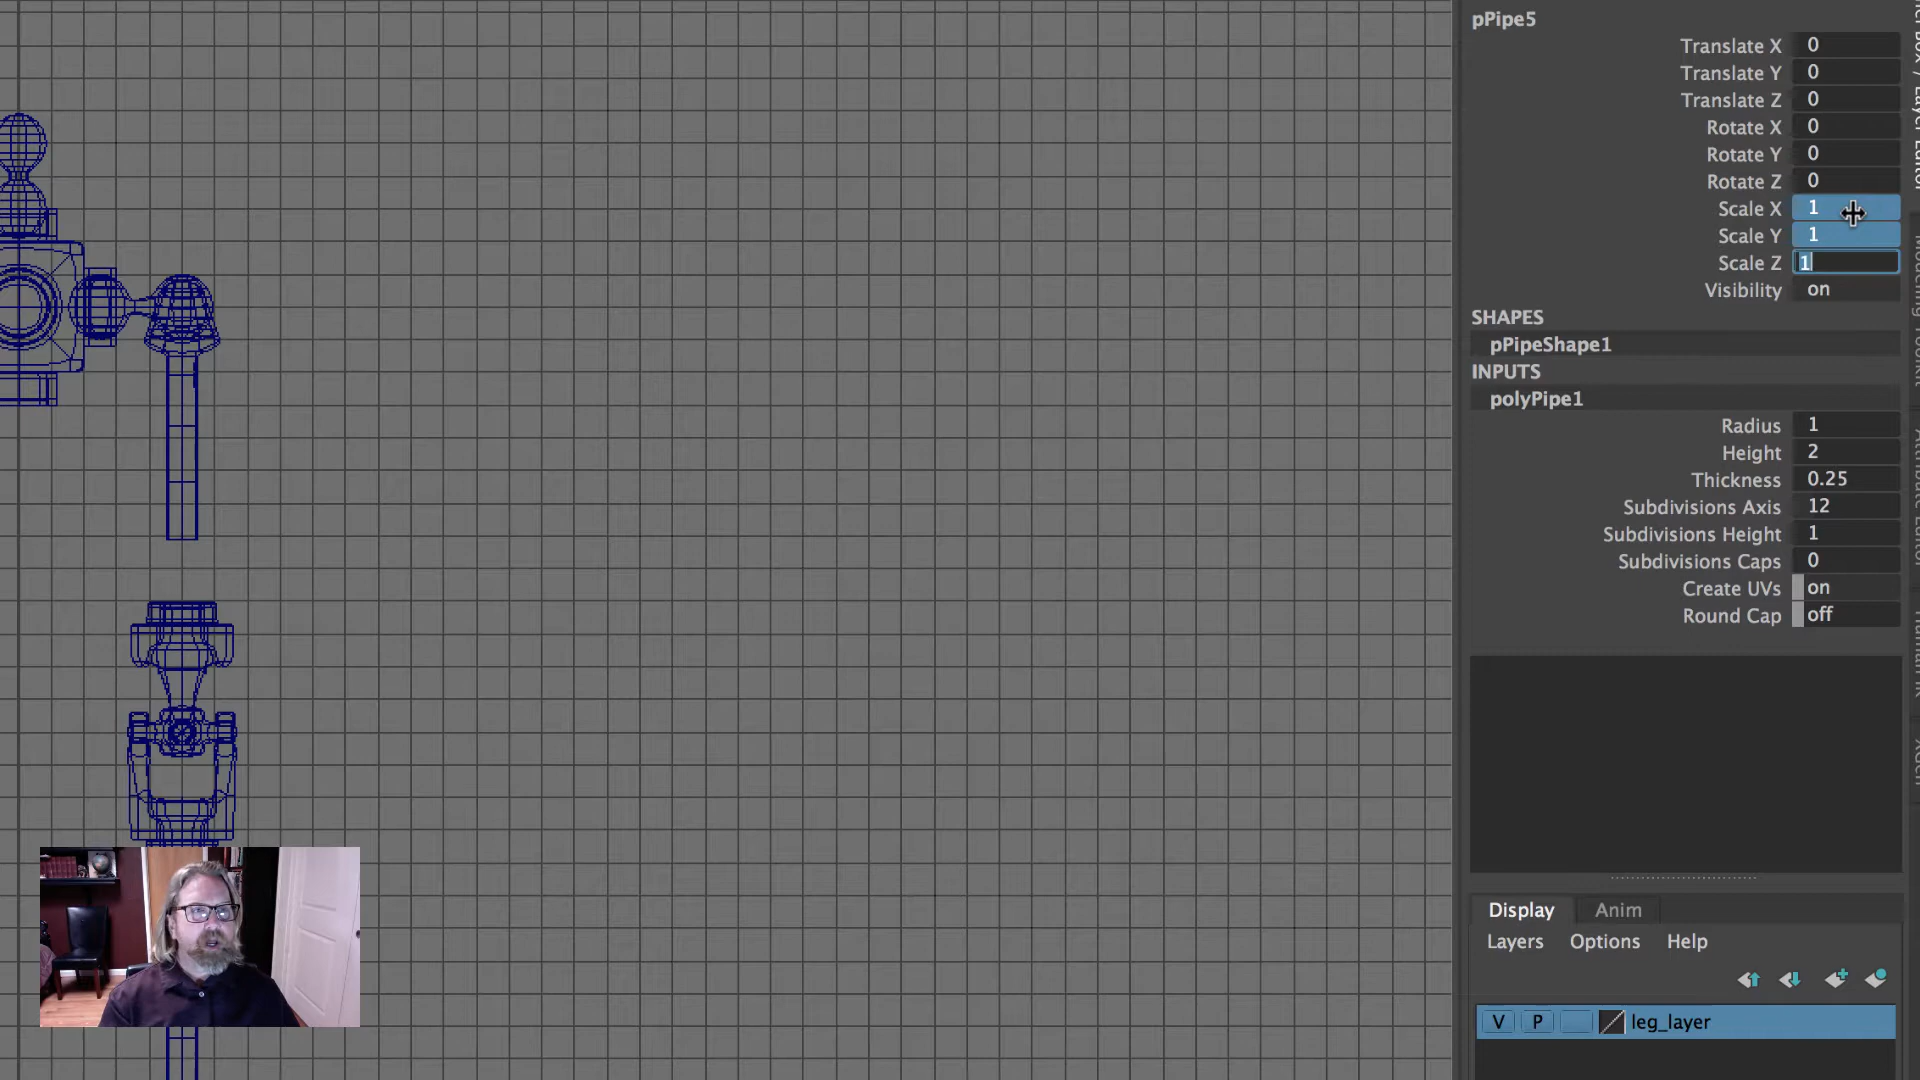 pPipe5
Translate X 0
Translate Y 0
Translate Z 0
Rotate X 0
Rotate Y 0
Rotate Z 0
Scale X 1
Scale Y 1
Scale Z 1
Visibility on
SHAPES
pPipeShape1
INPUTS
polyPipe1
Radius 1
Height 2
Thickness 0.25
Subdivisions Axis 12
Subdivisions Height 1
Subdivisions Caps 0
Create UVs on
Round Cap off
Display Anim
Layers Options Help
V P leg_layer